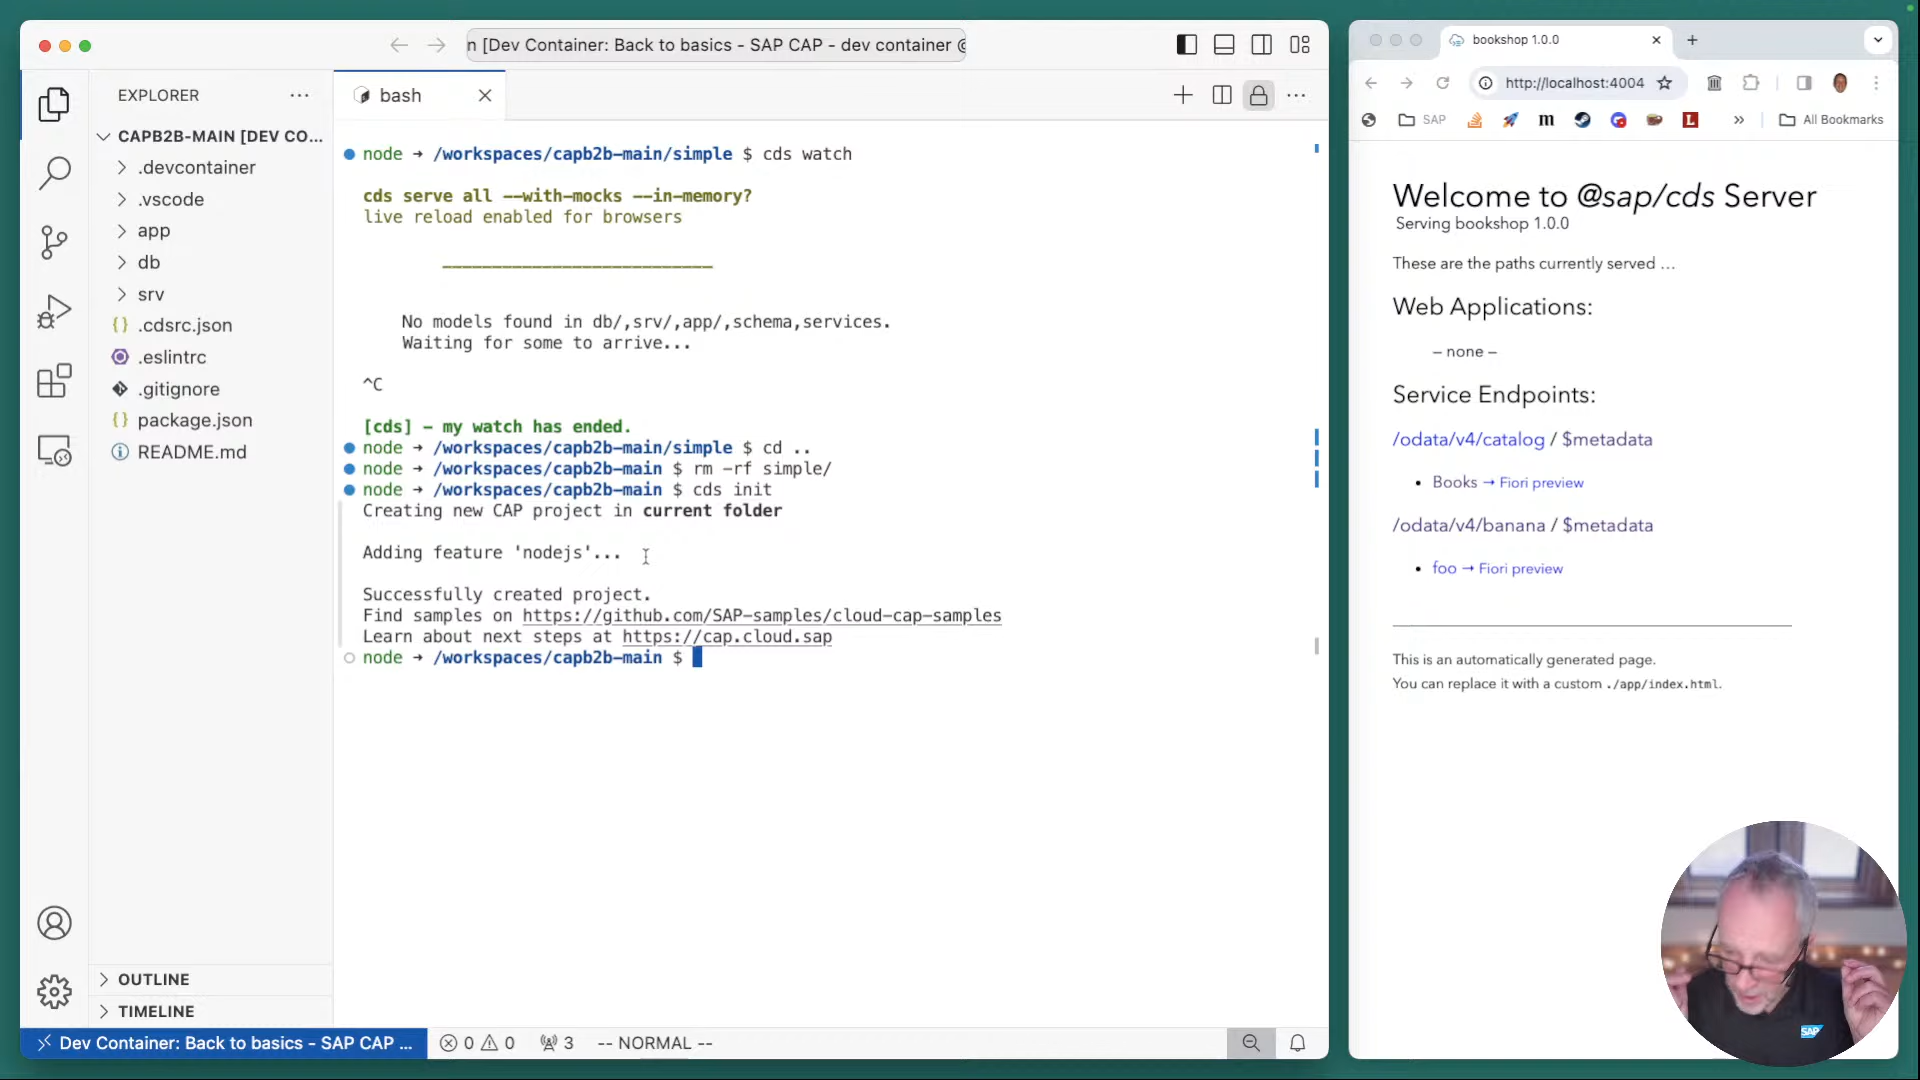 n [Dev Container: Back to basics - SAP CAP - dev container @
EXPLORER
CAPB2B-MAIN [DEV CO...
.devcontainer
.vscode
app
db
srv
{} .cdsrc.json
.eslintrc
.gitignore
{} package.json
README.md
OUTLINE
TIMELINE
bash
node → /workspaces/capb2b-main/simple $ cds watch
cds serve all --with-mocks --in-memory?
live reload enabled for browsers
___________________________
No models found in db/,srv/,app/,schema,services.
Waiting for some to arrive...
^C
[cds] - my watch has ended.
node → /workspaces/capb2b-main/simple $ cd ..
node → /workspaces/capb2b-main $ rm -rf simple/
node → /workspaces/capb2b-main $ cds init
Creating new CAP project in current folder
Adding feature 'nodejs'...
Successfully created project.
Find samples on https://github.com/SAP-samples/cloud-cap-samples
Learn about next steps at https://cap.cloud.sap
node → /workspaces/capb2b-main $
Dev Container: Back to basics - SAP CAP ...
0 0 3 -- NORMAL --
bookshop 1.0.0
http://localhost:4004
SAP m L » All Bookmarks
Welcome to @sap/cds Server
Serving bookshop 1.0.0
These are the paths currently served …
Web Applications:
– none –
Service Endpoints:
/odata/v4/catalog / $metadata
• Books → Fiori preview
/odata/v4/banana / $metadata
• foo → Fiori preview
This is an automatically generated page.
You can replace it with a custom ./app/index.html.
SAP